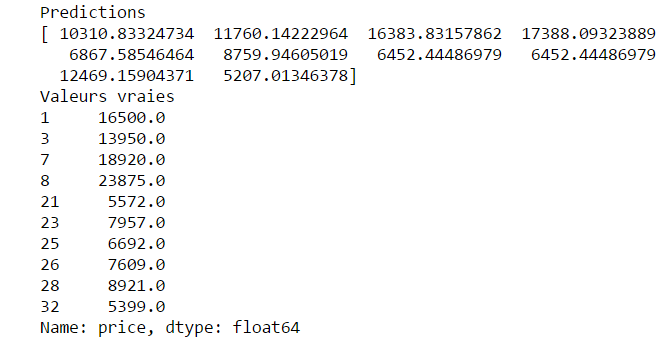 Predictions
[ 10310.83324734  11760.14222964  16383.83157862  17388.09323889
   6867.58546464   8759.94605019   6452.44486979   6452.44486979
  12469.15904371   5207.01346378]
Valeurs vraies
1     16500.0
3     13950.0
7     18920.0
8     23875.0
21     5572.0
23     7957.0
25     6692.0
26     7609.0
28     8921.0
32     5399.0
Name: price, dtype: float64